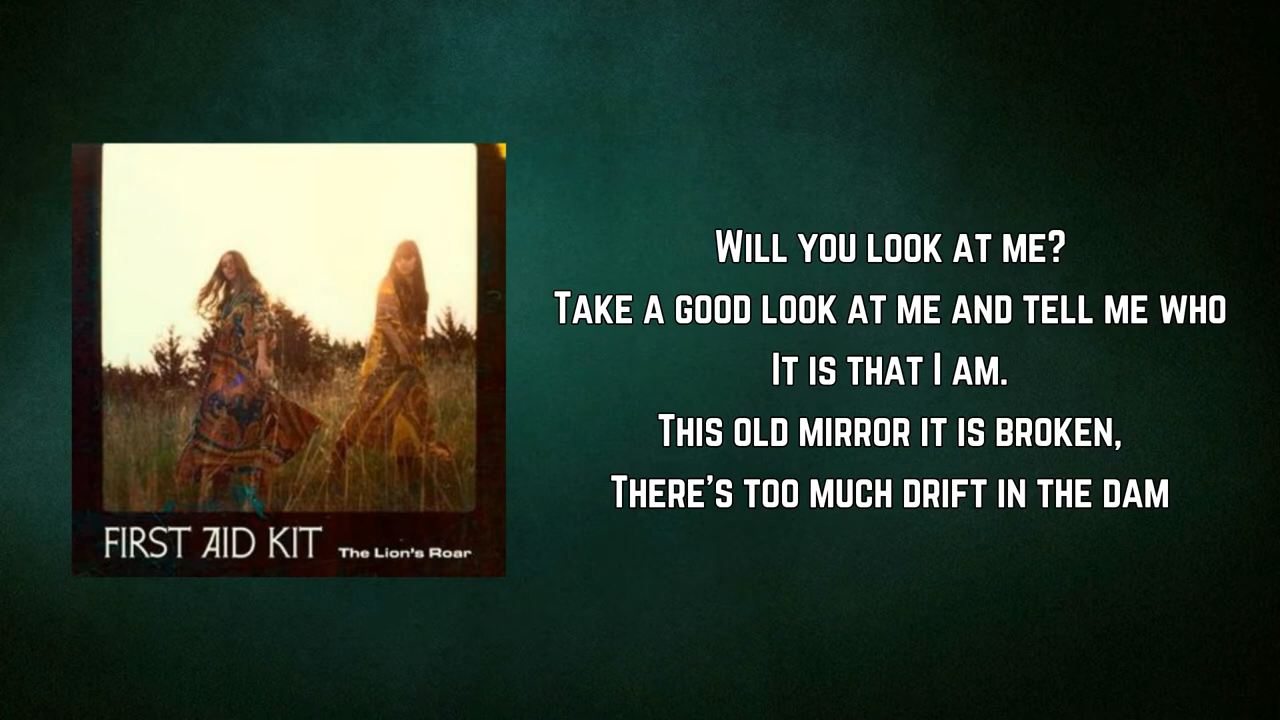 Will you look at me?
Take a good look at me and tell me who
It is that I am.
This old mirror it is broken,
There's too much drift in the dam
FIRST AID KIT The Lion's Roar